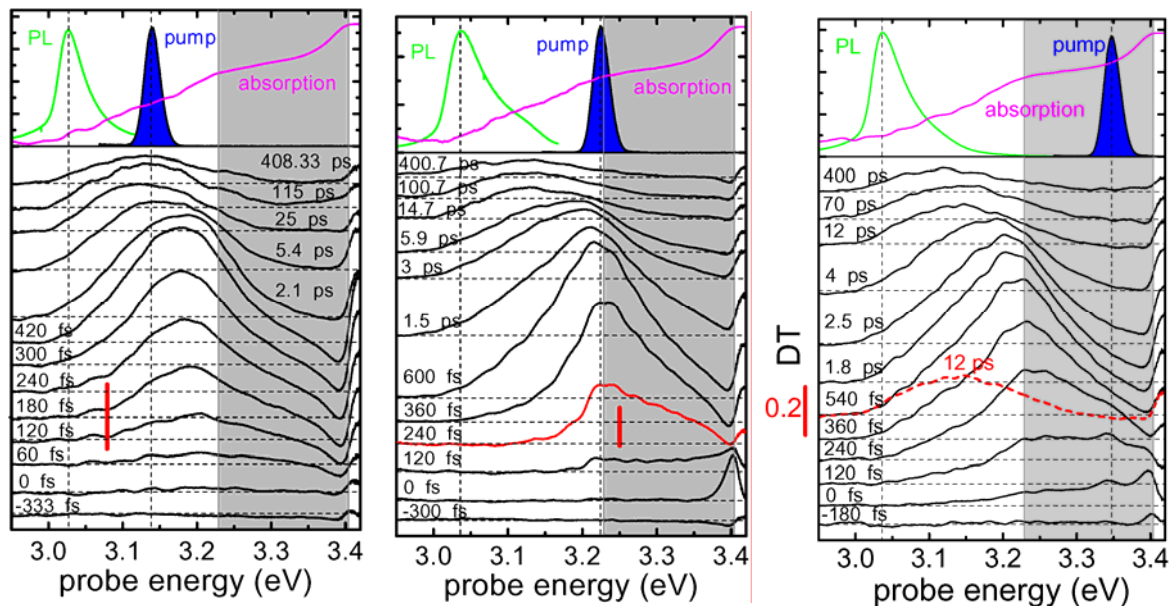 PL
pump
absorption
408.33 ps
115 ps
25 ps
5.4 ps
2.1 ps
420 fs
300 fs
240 fs
180 fs
120 fs
60 fs
0 fs
-333 fs
3.0 3.1 3.2 3.3 3.4
probe energy (eV)
PL
pump
absorption
400.7 ps
100.7 ps
14.7 ps
5.9 ps
3 ps
1.5 ps
600 fs
360 fs
240 fs
120 fs
0 fs
-300 fs
3.0 3.1 3.2 3.3 3.4
probe energy (eV)
DT
0.2
PL
pump
absorption
400 ps
70 ps
12 ps
4 ps
2.5 ps
1.8 ps
12 ps
540 fs
360 fs
240 fs
120 fs
0 fs
-180 fs
3.0 3.1 3.2 3.3 3.4
probe energy (eV)